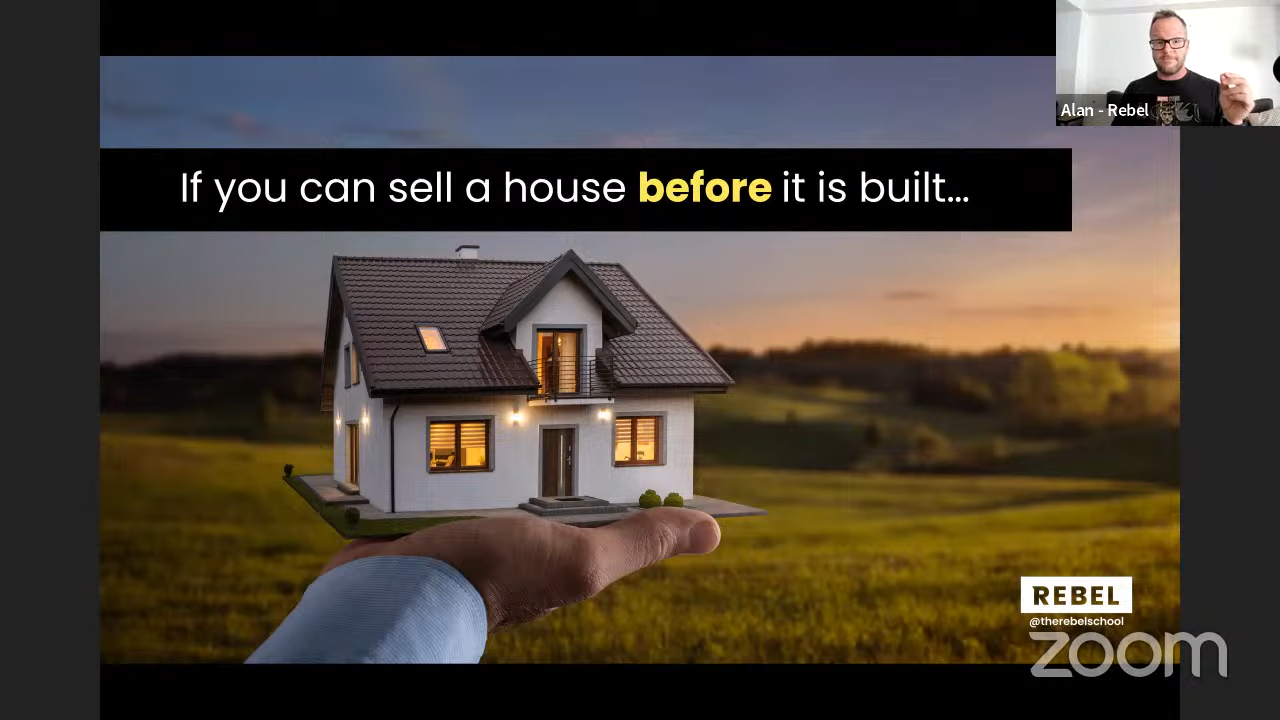 Alan - Rebel
If you can sell a house before it is built...
REBEL
@therebelschool
zoom